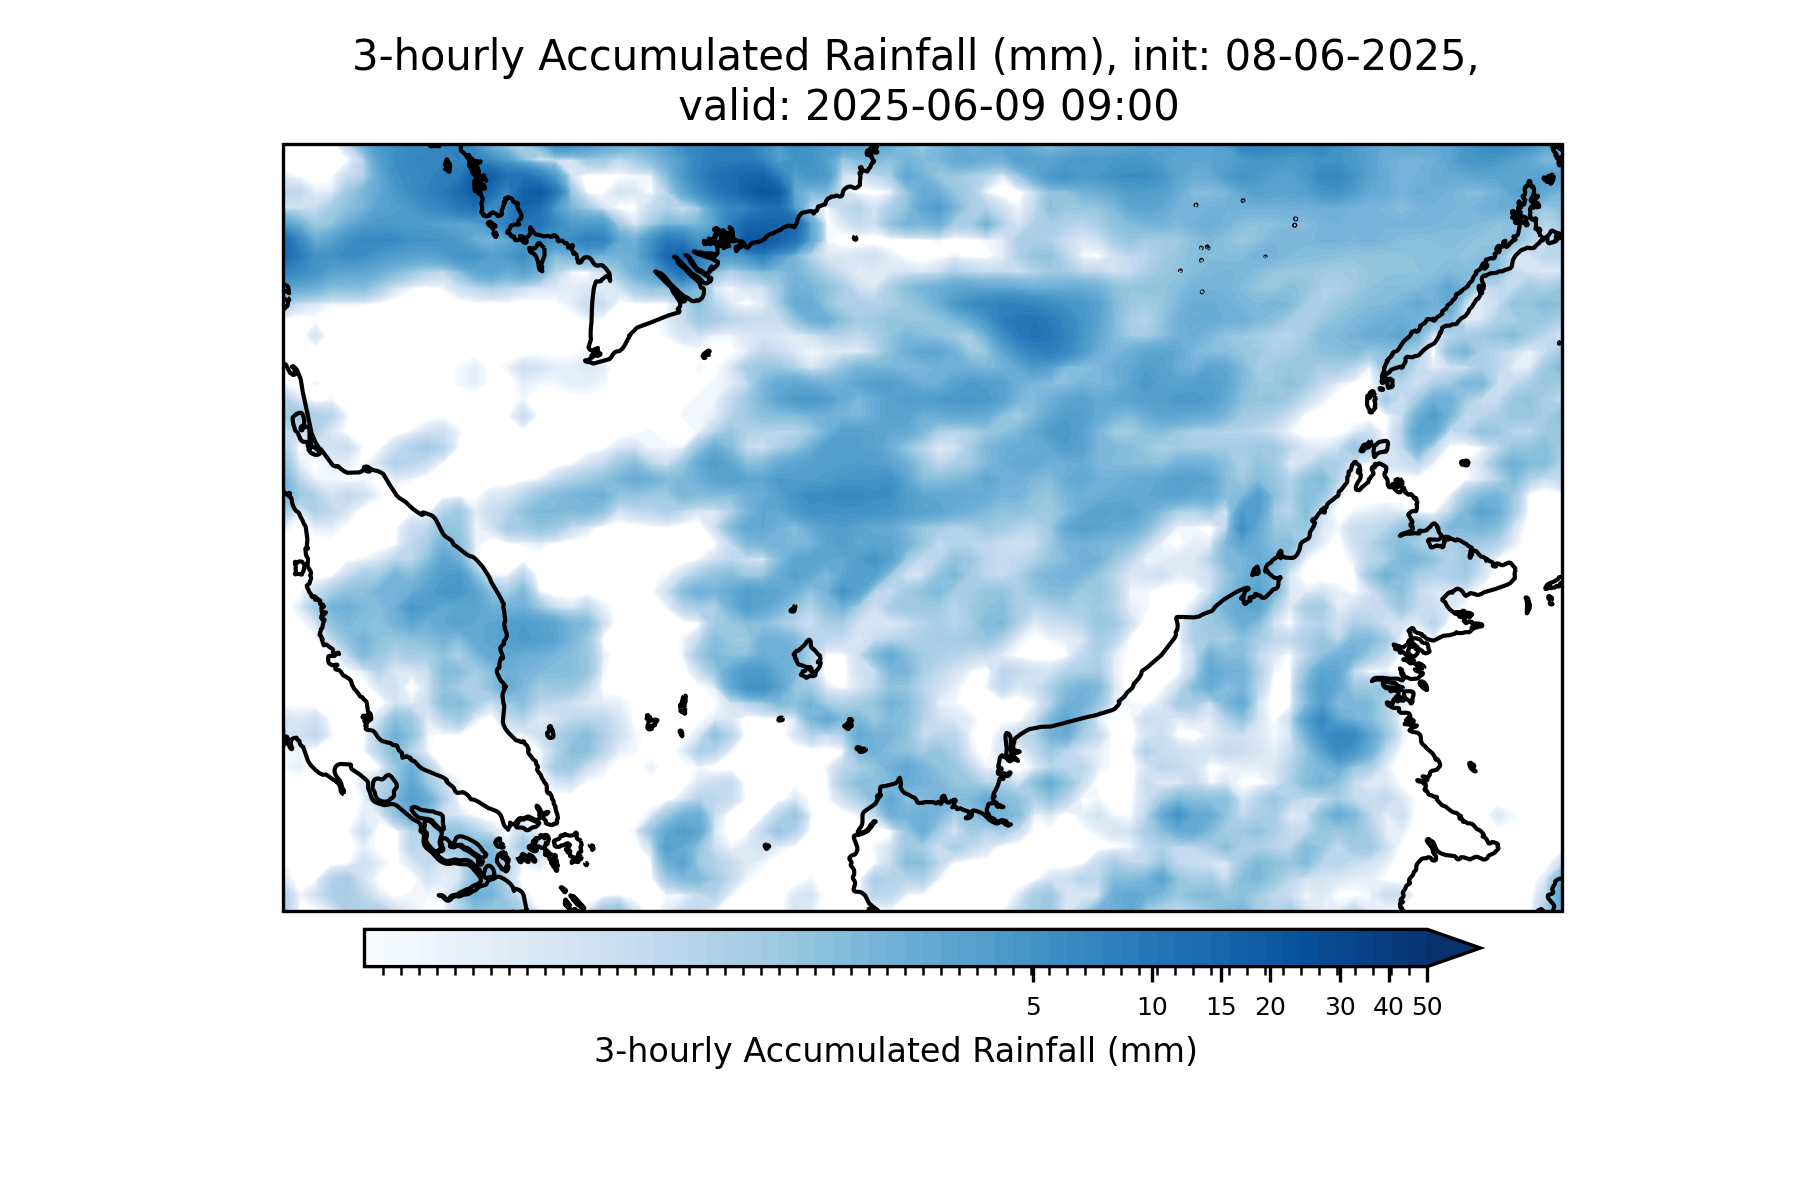 3-hourly Accumulated Rainfall (mm), init: 08-06-2025,
valid: 2025-06-09 09:00
5 10 15 20 30 40 50
3-hourly Accumulated Rainfall (mm)